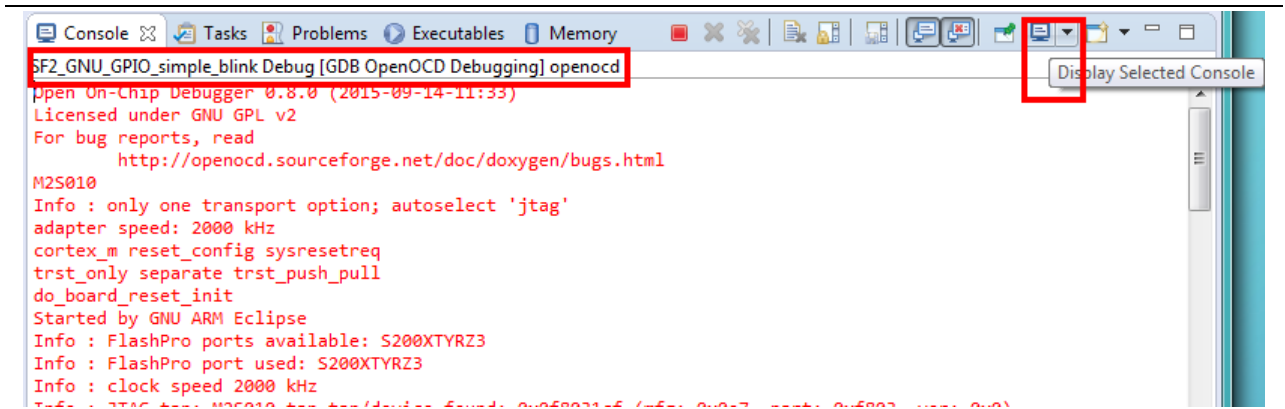 Console Tasks Problems Executables Memory
SF2_GNU_GPIO_simple_blink Debug [GDB OpenOCD Debugging] openocd
Display Selected Console
Open On-Chip Debugger 0.8.0 (2015-09-14-11:33)
Licensed under GNU GPL v2
For bug reports, read
http://openocd.sourceforge.net/doc/doxygen/bugs.html
M2S010
Info : only one transport option; autoselect 'jtag'
adapter speed: 2000 kHz
cortex_m reset_config sysresetreq
trst_only separate trst_push_pull
do_board_reset_init
Started by GNU ARM Eclipse
Info : FlashPro ports available: S200XTYRZ3
Info : FlashPro port used: S200XTYRZ3
Info : clock speed 2000 kHz